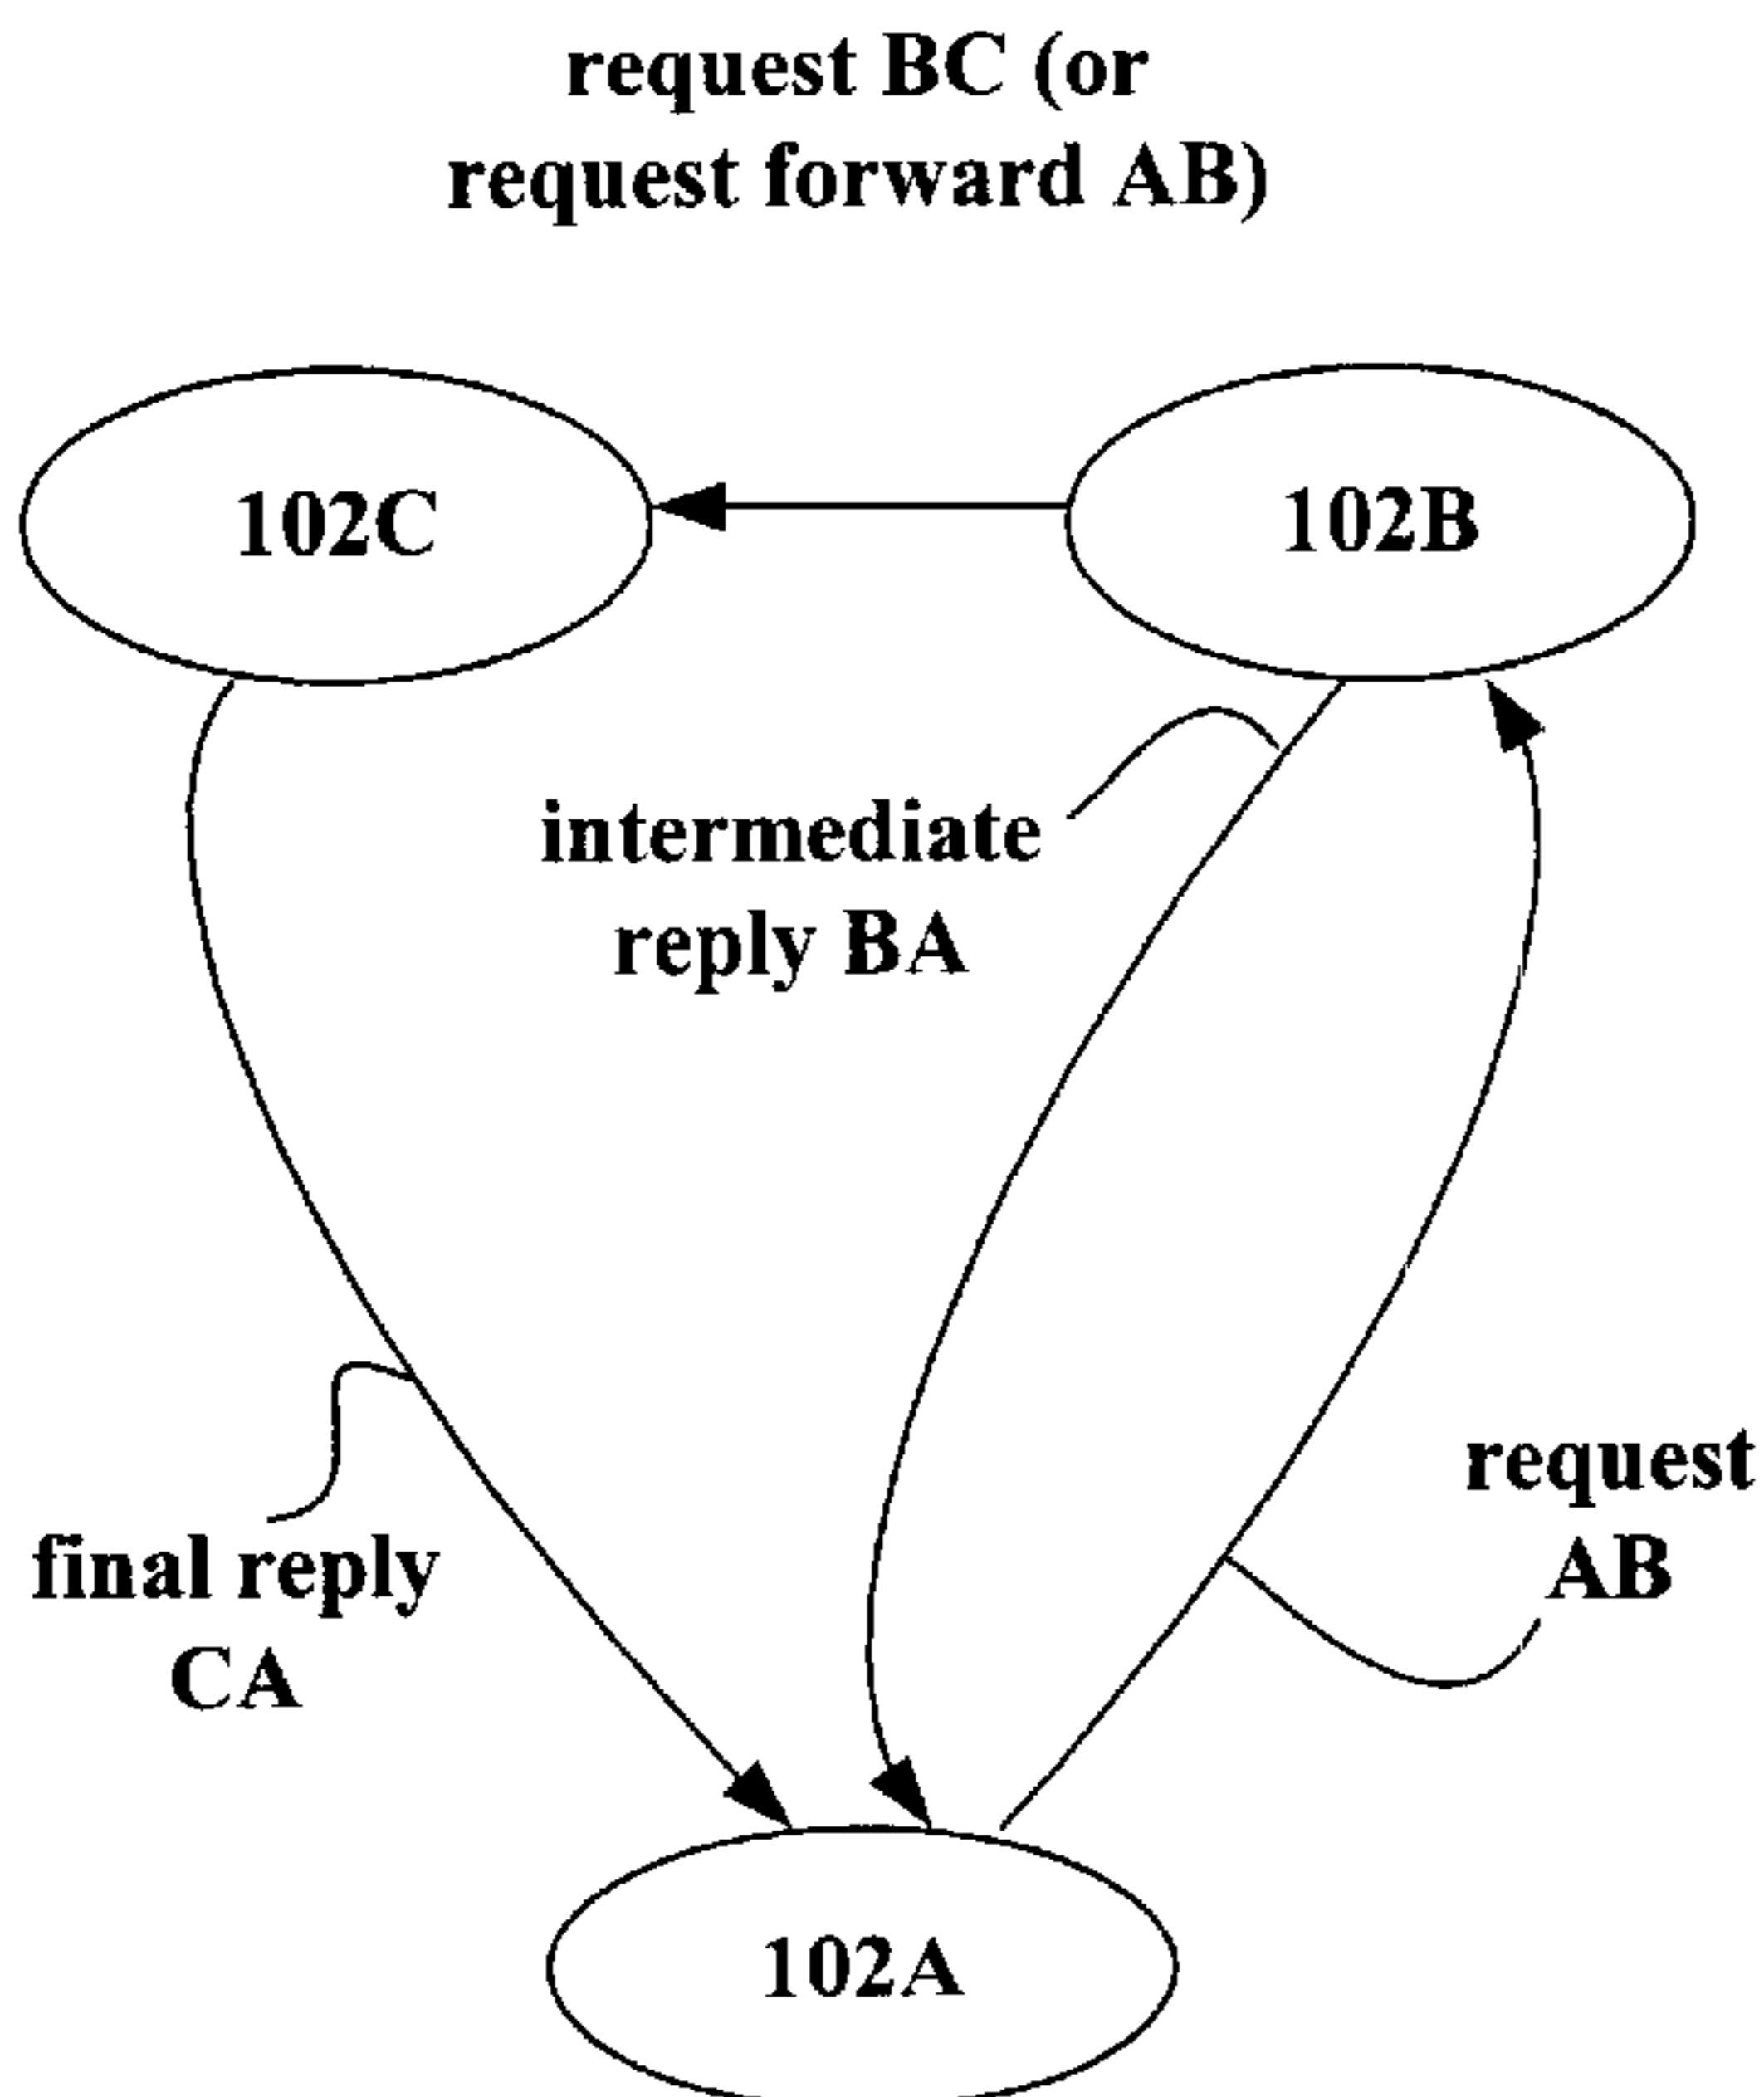 request BC (or
request forward AB)
102C
102B
intermediate
reply BA
request
AB
final reply
CA
102A